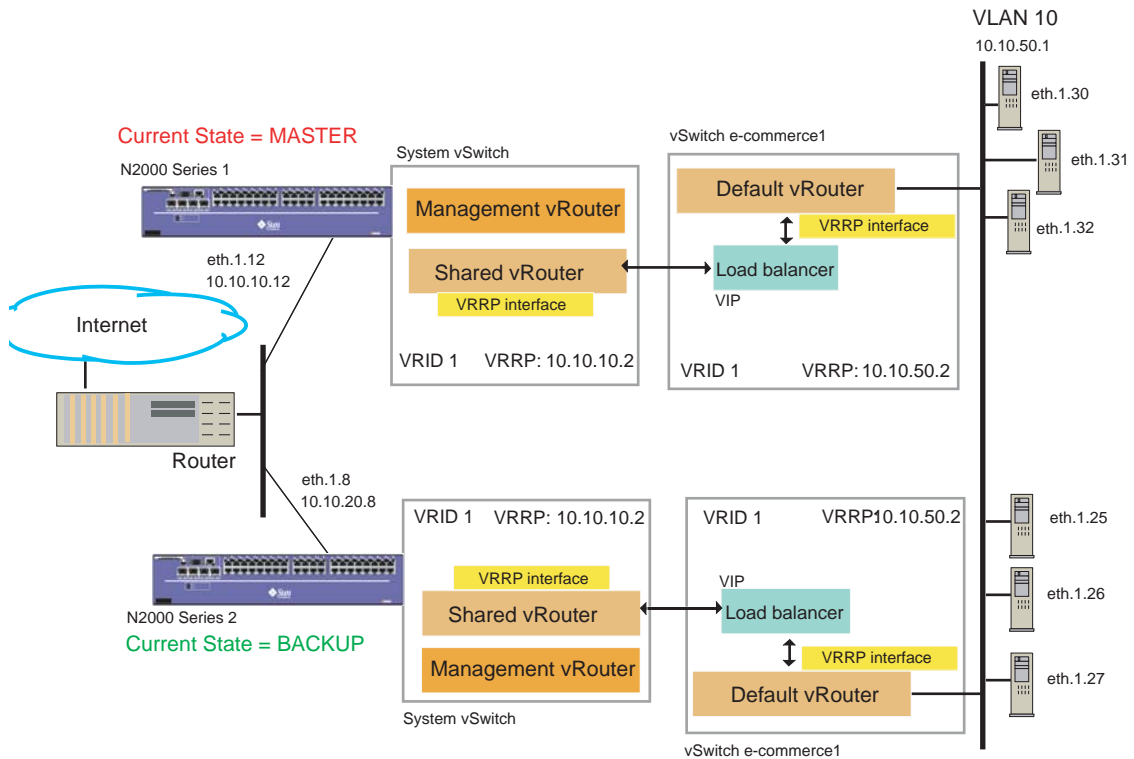 VLAN 10
10.10.50.1
eth.1.30
eth.1.31
eth.1.32
Current State = MASTER
N2000 Series 1
Sun
System vSwitch
Management vRouter
Shared vRouter
VRRP interface
VRID 1 VRRP: 10.10.10.2
vSwitch e-commerce1
Default vRouter
VRRP interface
Load balancer
VIP
VRID 1 VRRP: 10.10.50.2
eth.1.12
10.10.10.12
Internet
Router
eth.1.8
10.10.20.8
Sun
N2000 Series 2
Current State = BACKUP
VRID 1 VRRP: 10.10.10.2
VRRP interface
Shared vRouter
Management vRouter
System vSwitch
VRID 1 VRRP:10.10.50.2
VIP
Load balancer
VRRP interface
Default vRouter
vSwitch e-commerce1
eth.1.25
eth.1.26
eth.1.27